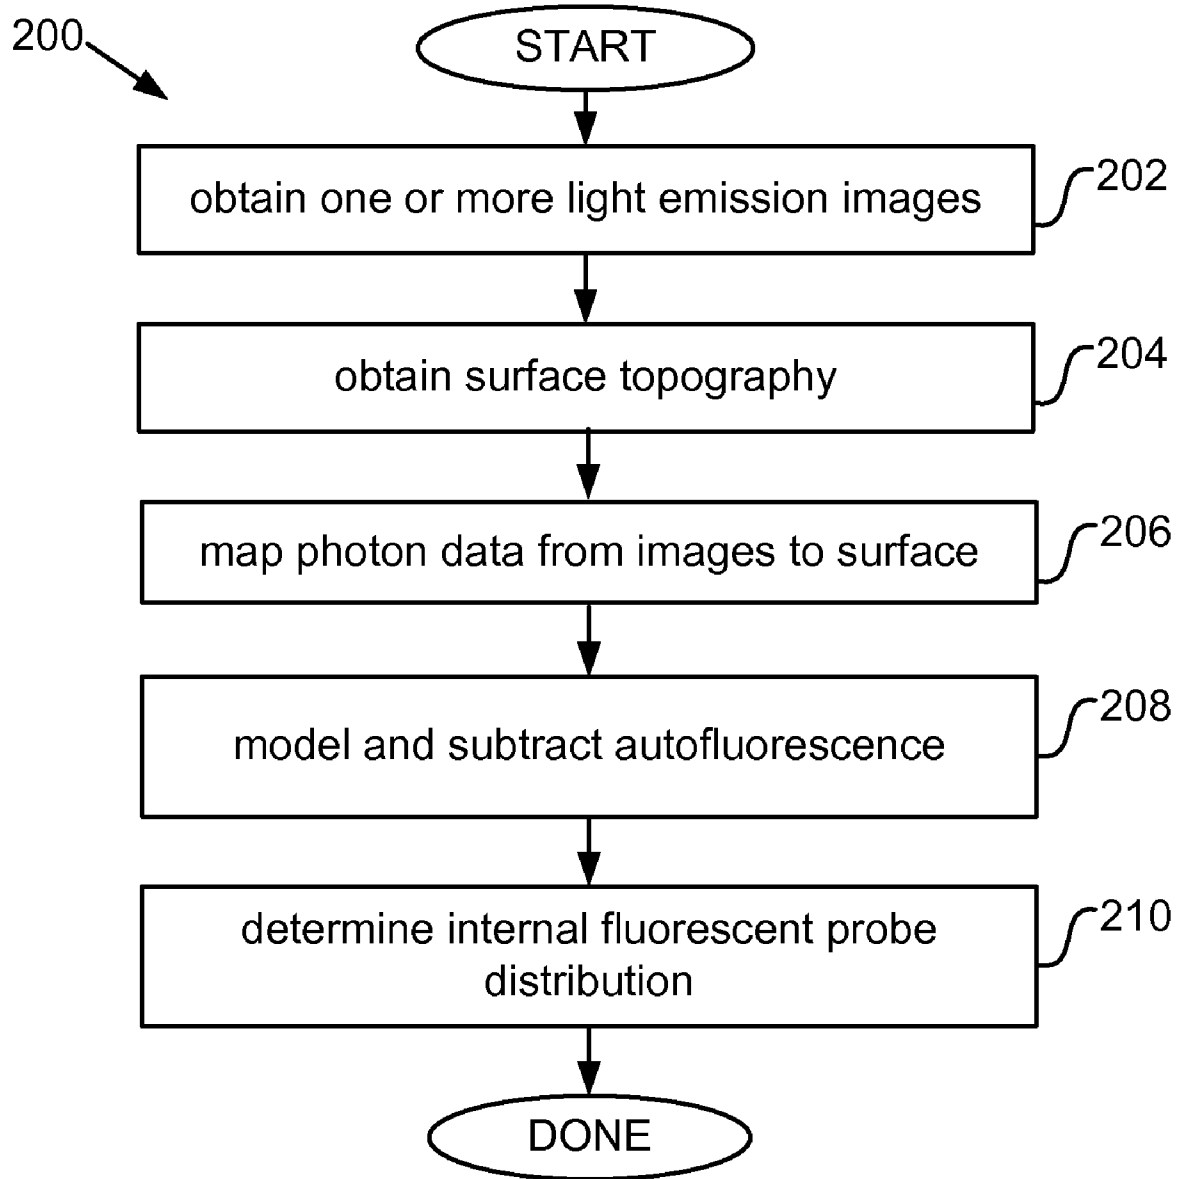 200
START
obtain one or more light emission images
202
obtain surface topography
204
map photon data from images to surface
206
model and subtract autofluorescence
208
determine internal fluorescent probe
distribution
210
DONE